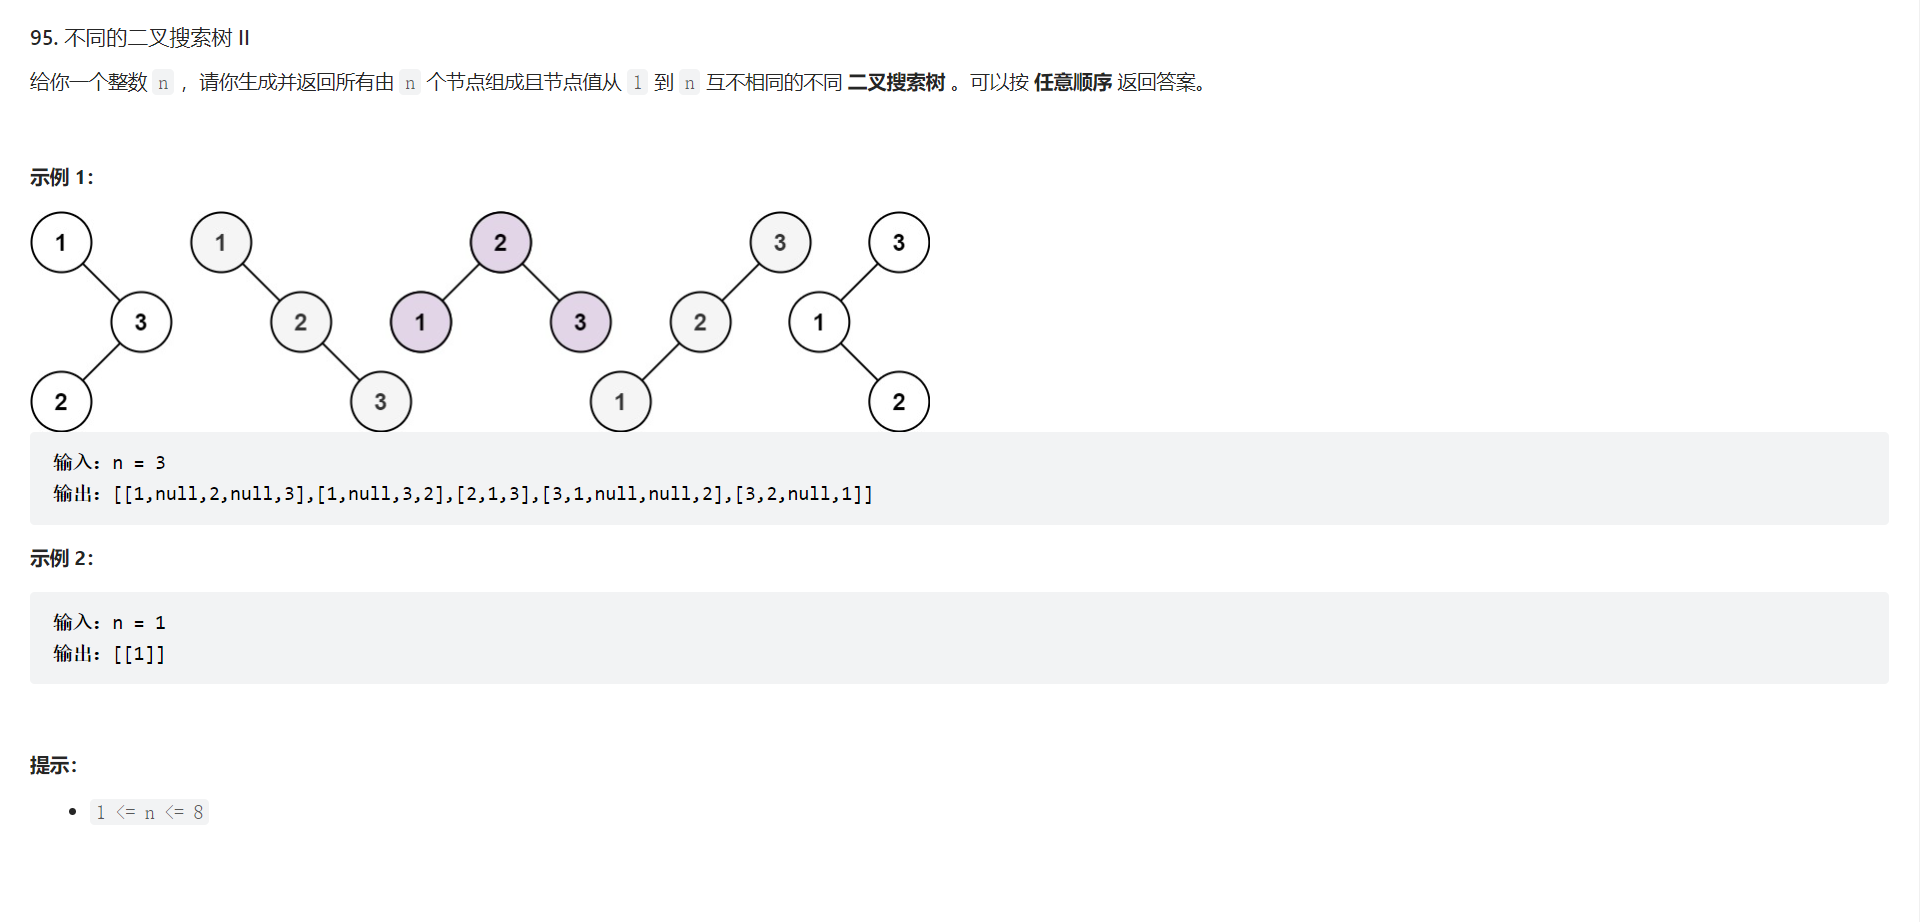 95. 不同的二叉搜索树 II
给你一个整数 n ，请你生成并返回所有由 n 个节点组成且节点值从 1 到 n 互不相同的不同 二叉搜索树 。可以按 任意顺序 返回答案。
示例 1：
1 1 2 3 3
3 2 1 3 2 1
2 3 1 2
输入：n = 3
输出：[[1,null,2,null,3],[1,null,3,2],[2,1,3],[3,1,null,null,2],[3,2,null,1]]
示例 2：
输入：n = 1
输出：[[1]]
提示：
1 <= n <= 8